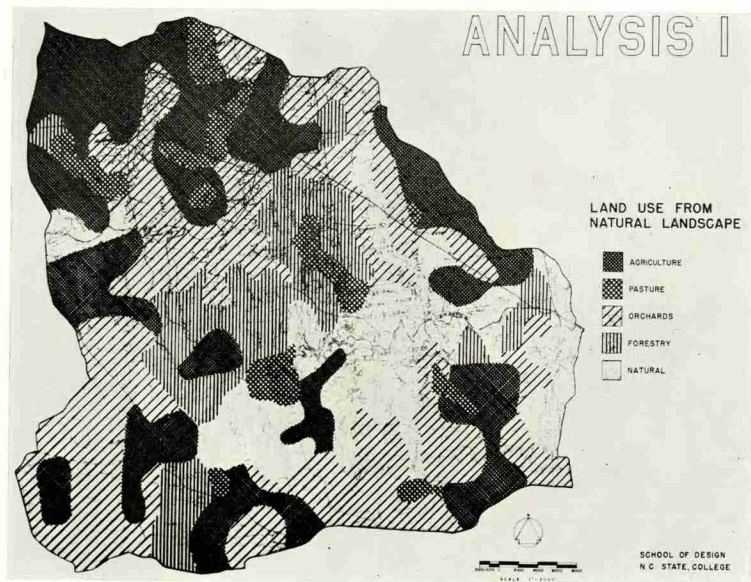 ANALYSIS I
LAND USE FROM
NATURAL LANDSCAPE
AGRICULTURE
PASTURE
ORCHARDS
FORESTRY
NATURAL
SCHOOL OF DESIGN
N.C. STATE, COLLEGE